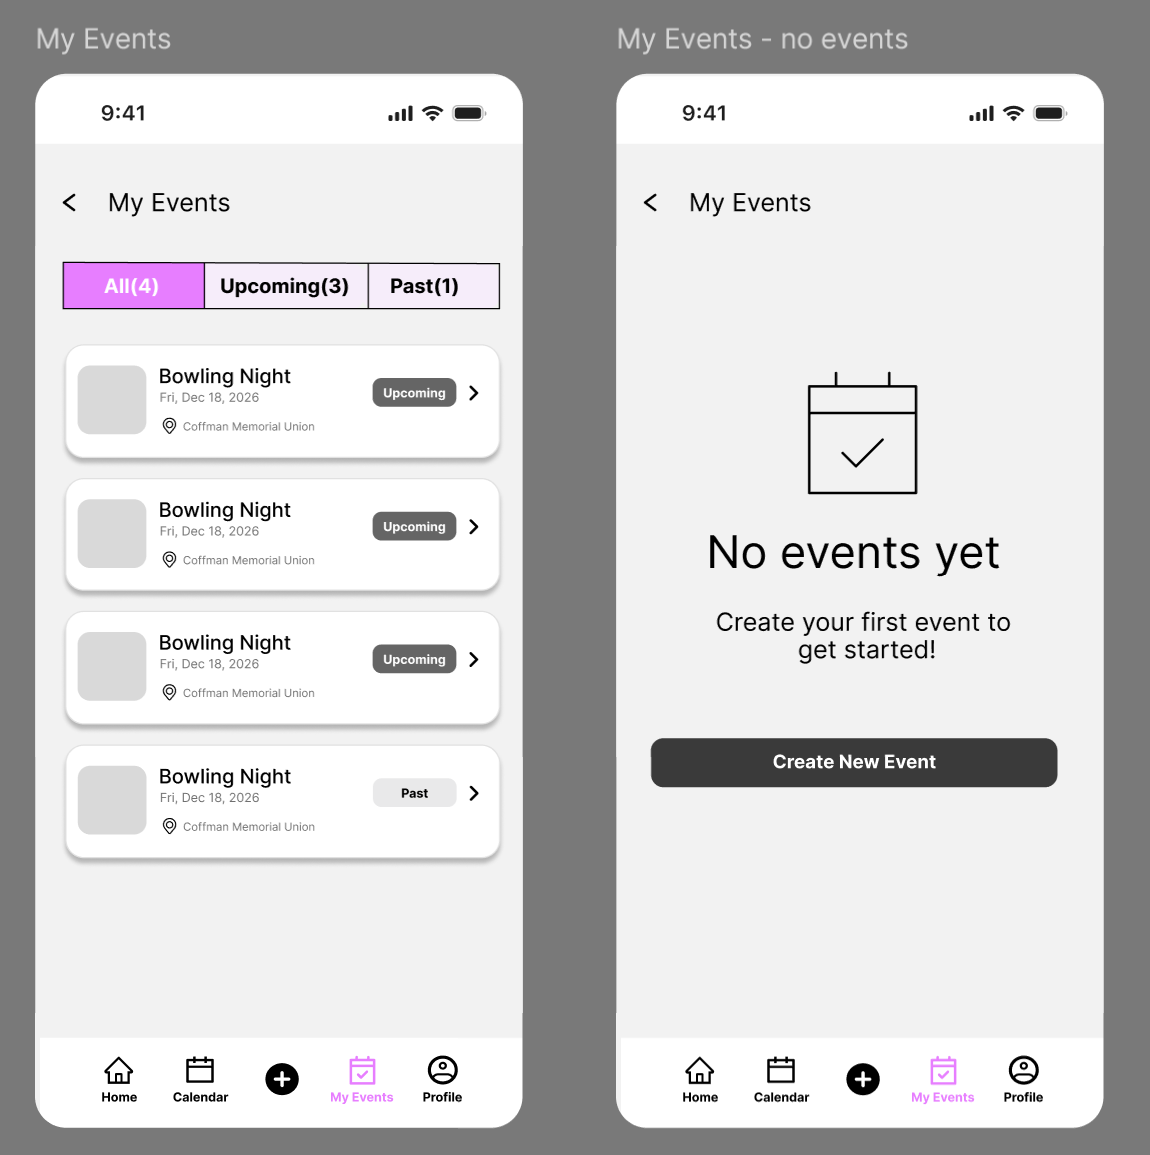 My Events
9:41
My Events
All(4)
Upcoming(3)
Past(1)
Bowling Night
Fri, Dec 18, 2026
Coffman Memorial Union
Upcoming
Bowling Night
Fri, Dec 18, 2026
Coffman Memorial Union
Upcoming
Bowling Night
Fri, Dec 18, 2026
Coffman Memorial Union
Upcoming
Bowling Night
Fri, Dec 18, 2026
Coffman Memorial Union
Past
Home
Calendar
My Events
Profile
My Events - no events
9:41
My Events
No events yet
Create your first event to
get started!
Create New Event
Home
Calendar
My Events
Profile